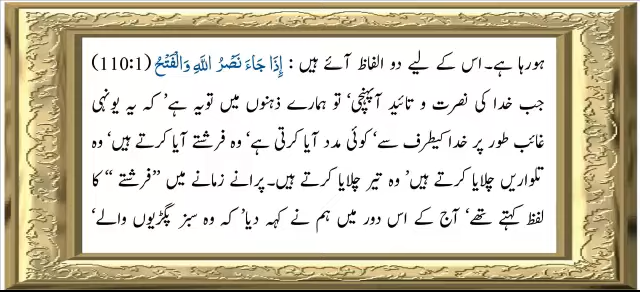 ہورہا ہے۔ اس کے لیے دو الفاظ آئے ہیں : إِذَا جَاءَ نَصْرُ اللَّهِ وَالْفَتْحُ (110:1)
جب خدا کی نصرت و تائید آپہنچی‘ تو ہمارے ذہنوں میں تویہ ہے’ کہ یہ یونہی
غائب طور پر خدا کیطرف سے‘ کوئی مدد آیا کرتی ہے‘ وہ فرشتے آیا کرتے ہیں‘ وہ
تلواریں چلایا کرتے ہیں’ وہ تیر چلایا کرتے ہیں۔ پرانے زمانے میں ”فرشتے “ کا
لفظ کہتے تھے‘ آج کے اس دور میں ہم نے کہہ دیا’ کہ وہ سبز پگڑیوں والے‘